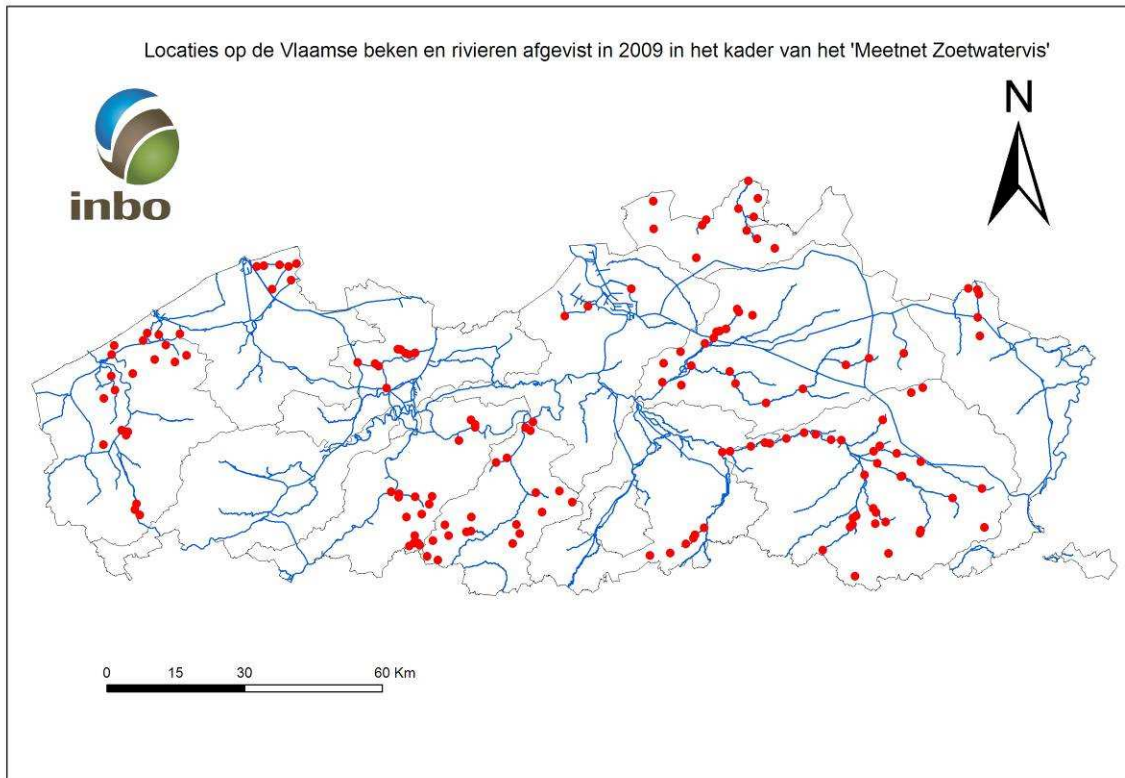 Locaties op de Vlaamse beken en rivieren afgevist in 2009 in het kader van het 'Meetnet Zoetwatervis'
N
inbo
0 15 30 60 Km